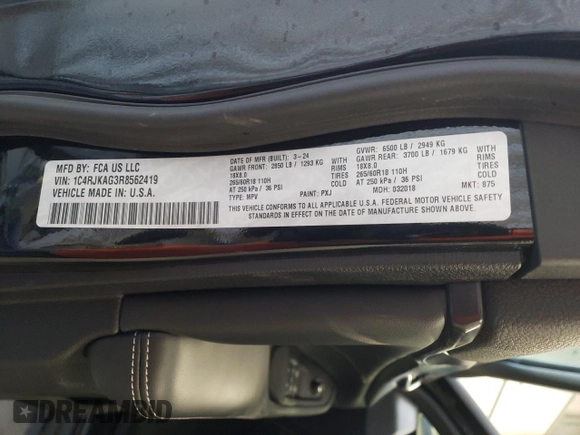 MFD BY: FCA US LLC
VIN: 1C4RJKAG3R8562419
VEHICLE MADE IN: U.S.A.
DATE OF MFR (BUILT): 3-24
GAWR FRONT: 2850 LB / 1293 KG WITH
18X8.0 RIMS
265/60R18 110H TIRES
AT 250 kPa / 36 PSI COLD
TYPE: MPV PAINT: PXJ
GVWR: 6500 LB / 2949 KG
GAWR REAR: 3700 LB / 1679 KG WITH
18X8.0 RIMS
265/60R18 110H TIRES
AT 250 kPa / 36 PSI COLD
MDH: 032018 MKT: 875
THIS VEHICLE CONFORMS TO ALL APPLICABLE FEDERAL MOTOR VEHICLE SAFETY
STANDARDS IN EFFECT ON THE DATE OF MANUFACTURE SHOWN ABOVE.
DREAMBID